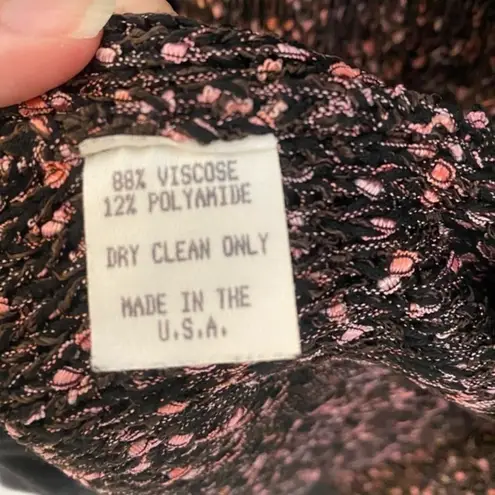 88% VISCOSE
12% POLYAMIDE
DRY CLEAN ONLY
MADE IN THE
U.S.A.